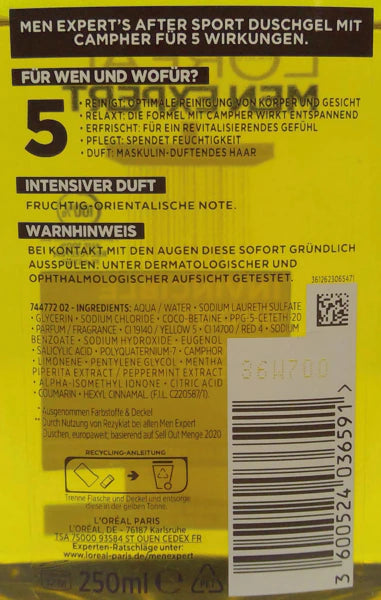 MEN EXPERT'S AFTER SPORT DUSCHGEL MIT
CAMPHER FÜR 5 WIRKUNGEN.
FÜR WEN UND WOFÜR?
5
• REINIGT: OPTIMALE REINIGUNG VON KÖRPER UND GESICHT
• RELAXT: DIE FORMEL MIT CAMPHER WIRKT ENTSPANNEND
• ERFRISCHT: FÜR EIN REVITALISIERENDES GEFÜHL
• PFLEGT: SPENDET FEUCHTIGKEIT
• DUFT: MASKULIN-DUFTENDES HAAR
INTENSIVER DUFT
FRUCHTIG-ORIENTALISCHE NOTE.
WARNHINWEIS
BEI KONTAKT MIT DEN AUGEN DIESE SOFORT GRÜNDLICH
AUSSPÜLEN. UNTER DERMATOLOGISCHER UND
OPHTHALMOLOGISCHER AUFSICHT GETESTET.
361262306547|
744772 02 - INGREDIENTS: AQUA / WATER • SODIUM LAURETH SULFATE
• GLYCERIN • SODIUM CHLORIDE • COCO-BETAINE • PPG-5-CETETH-20
• PARFUM / FRAGRANCE • CI 19140 / YELLOW 5 • CI 14700 / RED 4 • SODIUM
BENZOATE • SODIUM HYDROXIDE • EUGENOL
SALICYLIC ACID • POLYQUATERNIUM-7 • CAMPHOR
LIMONENE • PENTYLENE GLYCOL • MENTHA
PIPERITA EXTRACT / PEPPERMINT EXTRACT
• ALPHA-ISOMETHYL IONONE • CITRIC ACID
COUMARIN • HEXYL CINNAMAL (F.I.L. C220587/1).
36W700
* Ausgenommen Farbstoffe & Deckel
** Durch Nutzung von Rezyklat bei allen Men Expert
Duschen, europaweit; basierend auf Sell Out Menge 2020
RECYCLING-ANLEITUNG
Trenne Flasche und Deckel und entsorge
diese in der gelben Tonne.
L'ORÉAL PARIS
L'ORÉAL, DE - 76187 Karlsruhe
TSA 75000 93584 ST OUEN CEDEX FR
Experten-Ratschläge unter:
www.loreal-paris.de/menexpert
250ml e
PET
3 600524 036591